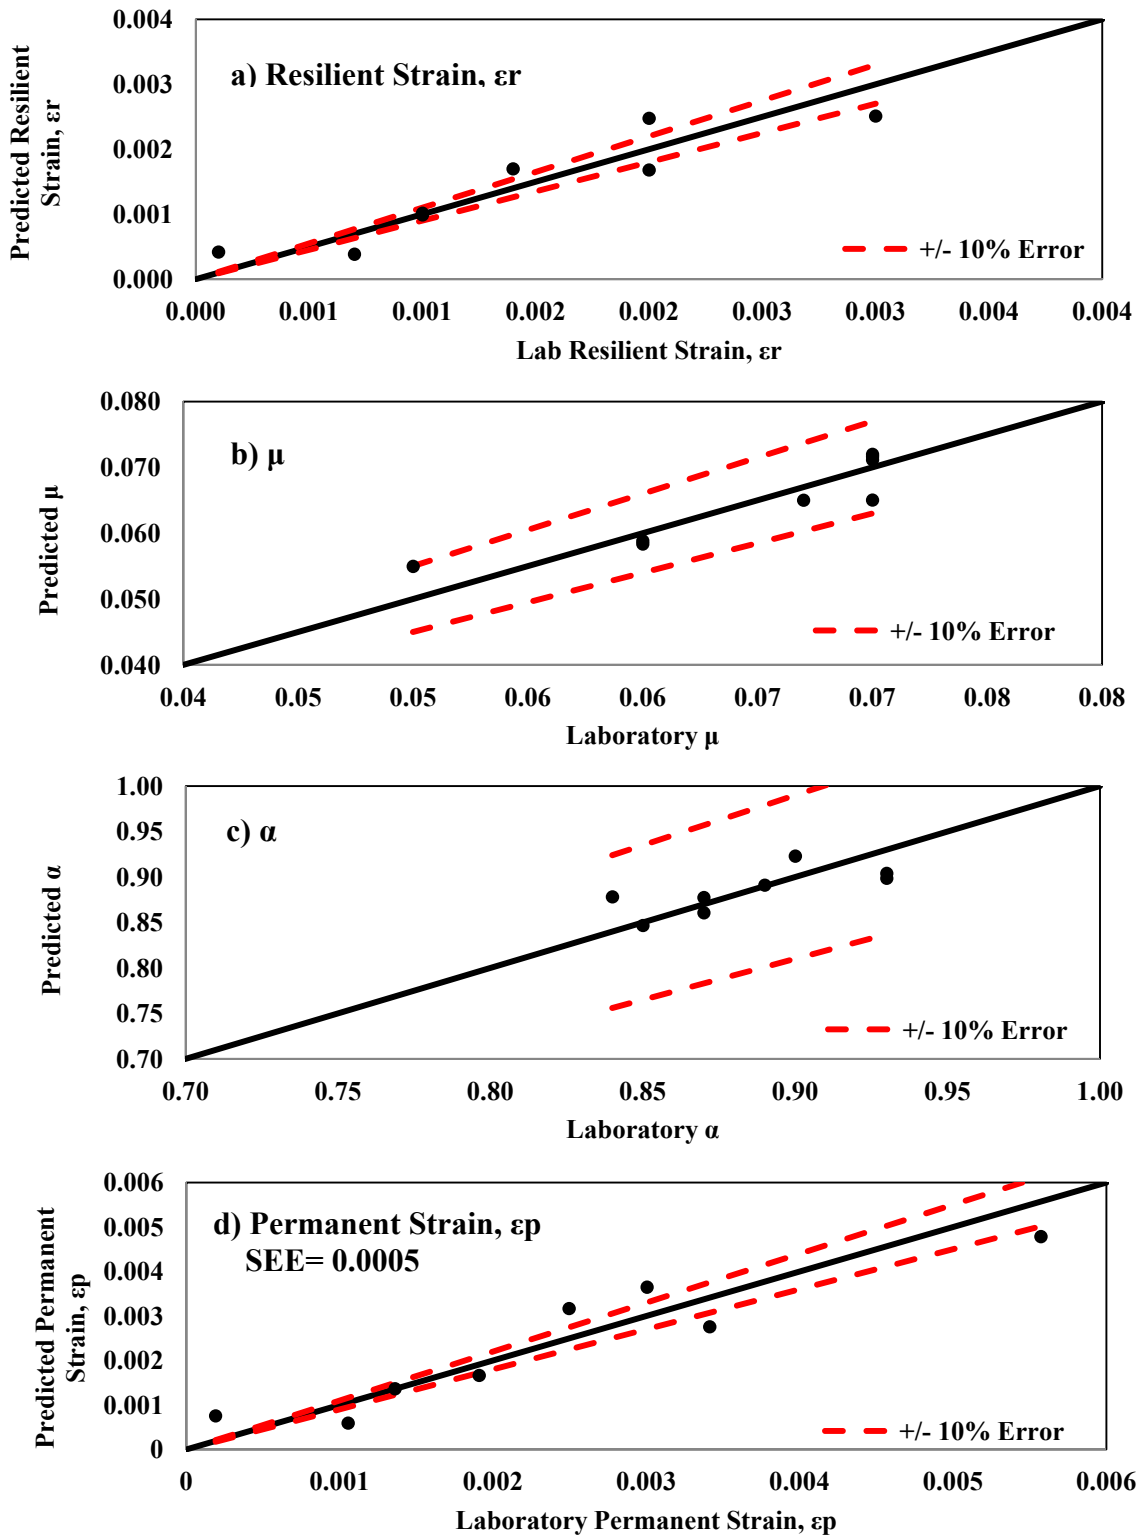 0.004
0.003
0.002
0.001
0.000
Predicted Resilient
Strain, εr
a) Resilient Strain, εr
+/- 10% Error
0.000 0.001 0.001 0.002 0.002 0.003 0.003 0.004 0.004
Lab Resilient Strain, εr
0.080
0.070
0.060
0.050
0.040
Predicted μ
b) μ
+/- 10% Error
0.04 0.05 0.05 0.06 0.06 0.07 0.07 0.08 0.08
Laboratory μ
1.00
0.95
0.90
0.85
0.80
0.75
0.70
Predicted α
c) α
+/- 10% Error
0.70 0.75 0.80 0.85 0.90 0.95 1.00
Laboratory α
0.006
0.005
0.004
0.003
0.002
0.001
0
Predicted Permanent
Strain, εp
d) Permanent Strain, εp
SEE= 0.0005
+/- 10% Error
0 0.001 0.002 0.003 0.004 0.005 0.006
Laboratory Permanent Strain, εp